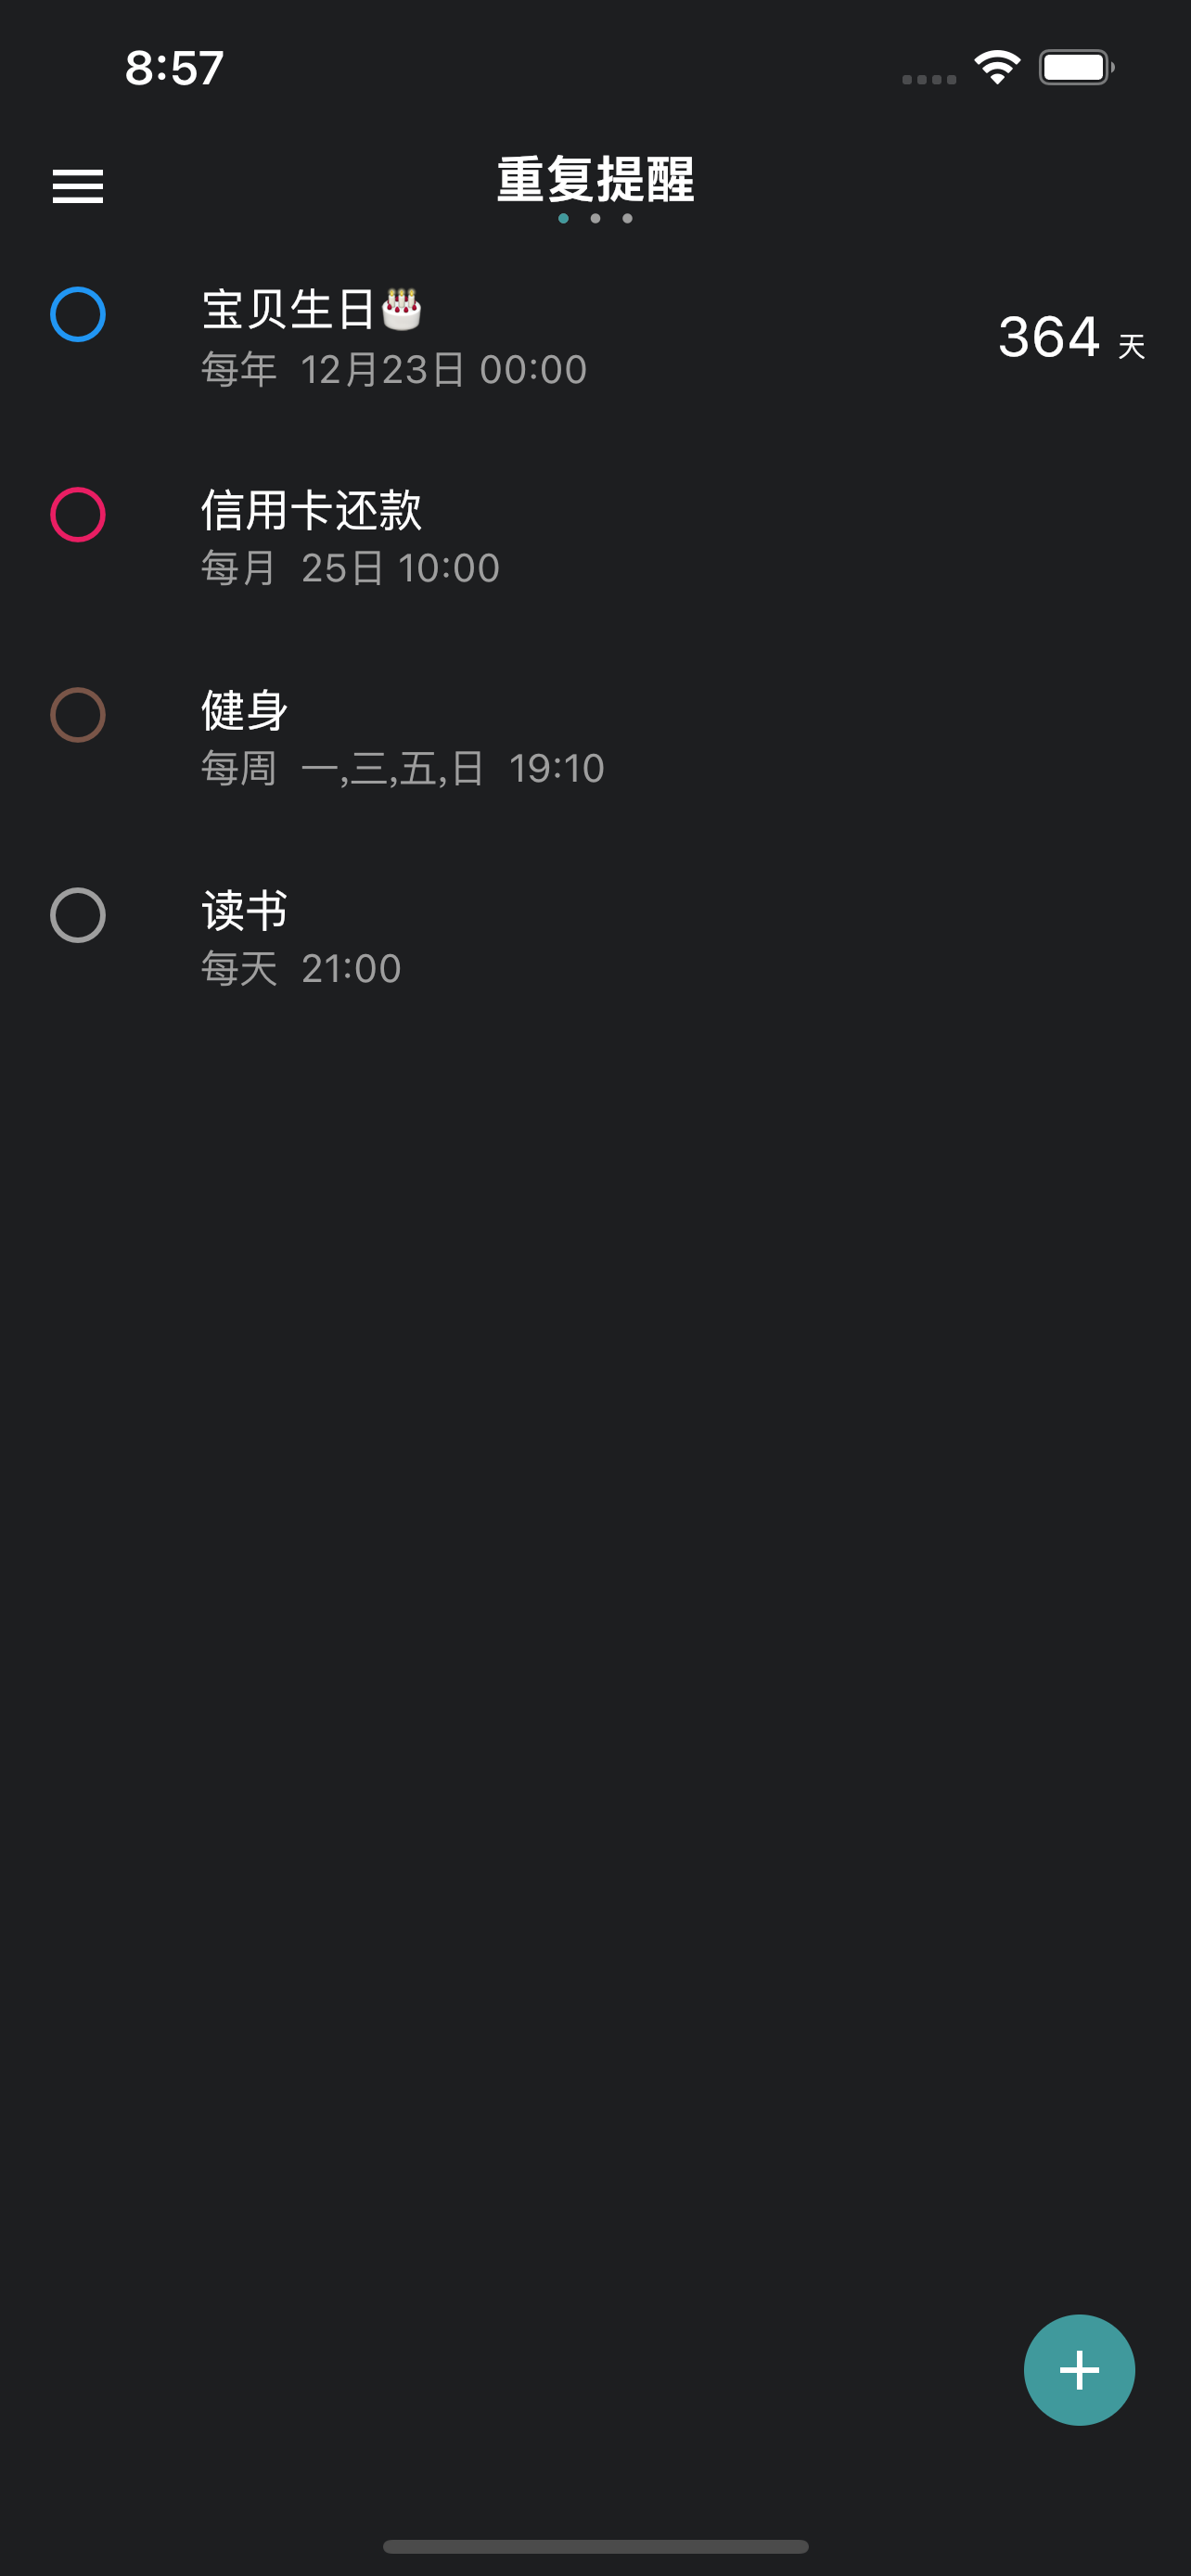 8:57
重复提醒
宝贝生日🎂
364 天
每年 12月23日 00:00
信用卡还款
每月 25日 10:00
健身
每周 一,三,五,日 19:10
读书
每天 21:00